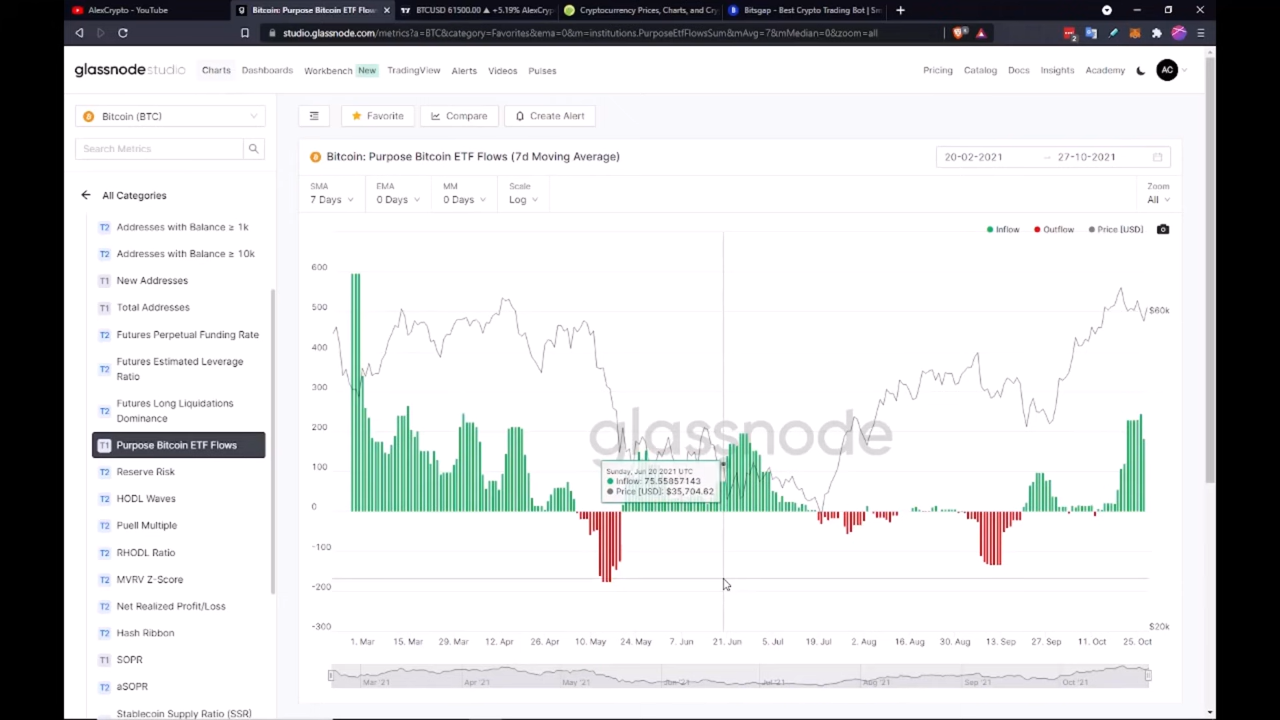 AlexCrypto - YouTube
Bitcoin: Purpose Bitcoin ETF Flow
BTCUSD 61500.00 ▲ +5.19% AlexCryp
Cryptocurrency Prices, Charts, and Cry
Bitsgap - Best Crypto Trading Bot | Sm
studio.glassnode.com/metrics?a=BTC&category=Favorites&ema=0&m=institutions.PurposeEtfFlowsSum&mAvg=7&mMedian=0&zoom=all
2
glassnode studio
Charts Dashboards Workbench New TradingView Alerts Videos Pulses
Pricing Catalog Docs Insights Academy AC
Bitcoin (BTC)
Search Metrics
All Categories
T2 Addresses with Balance ≥ 1k
T2 Addresses with Balance ≥ 10k
T1 New Addresses
T1 Total Addresses
T2 Futures Perpetual Funding Rate
T2 Futures Estimated Leverage
Ratio
T2 Futures Long Liquidations
Dominance
T1 Purpose Bitcoin ETF Flows
T2 Reserve Risk
T2 HODL Waves
T2 Puell Multiple
T2 RHODL Ratio
T2 MVRV Z-Score
T2 Net Realized Profit/Loss
T2 Hash Ribbon
T1 SOPR
T2 aSOPR
Stablecoin Supply Ratio (SSR)
Favorite
Compare
Create Alert
Bitcoin: Purpose Bitcoin ETF Flows (7d Moving Average)
20-02-2021 → 27-10-2021
SMA
7 Days
EMA
0 Days
MM
0 Days
Scale
Log
Zoom
All
Inflow Outflow Price [USD]
600
500
400
300
200
100
0
-100
-200
-300
$60k
$20k
glassnode
Sunday, Jun 20 2021 UTC
Inflow: 75.55857143
Price [USD]: $35,704.62
1. Mar 15. Mar 29. Mar 12. Apr 26. Apr 10. May 24. May 7. Jun 21. Jun 5. Jul 19. Jul 2. Aug 16. Aug 30. Aug 13. Sep 27. Sep 11. Oct 25. Oct
Mar '21 Apr '21 May '21 Jun '21 Jul '21 Aug '21 Sep '21 Oct '21